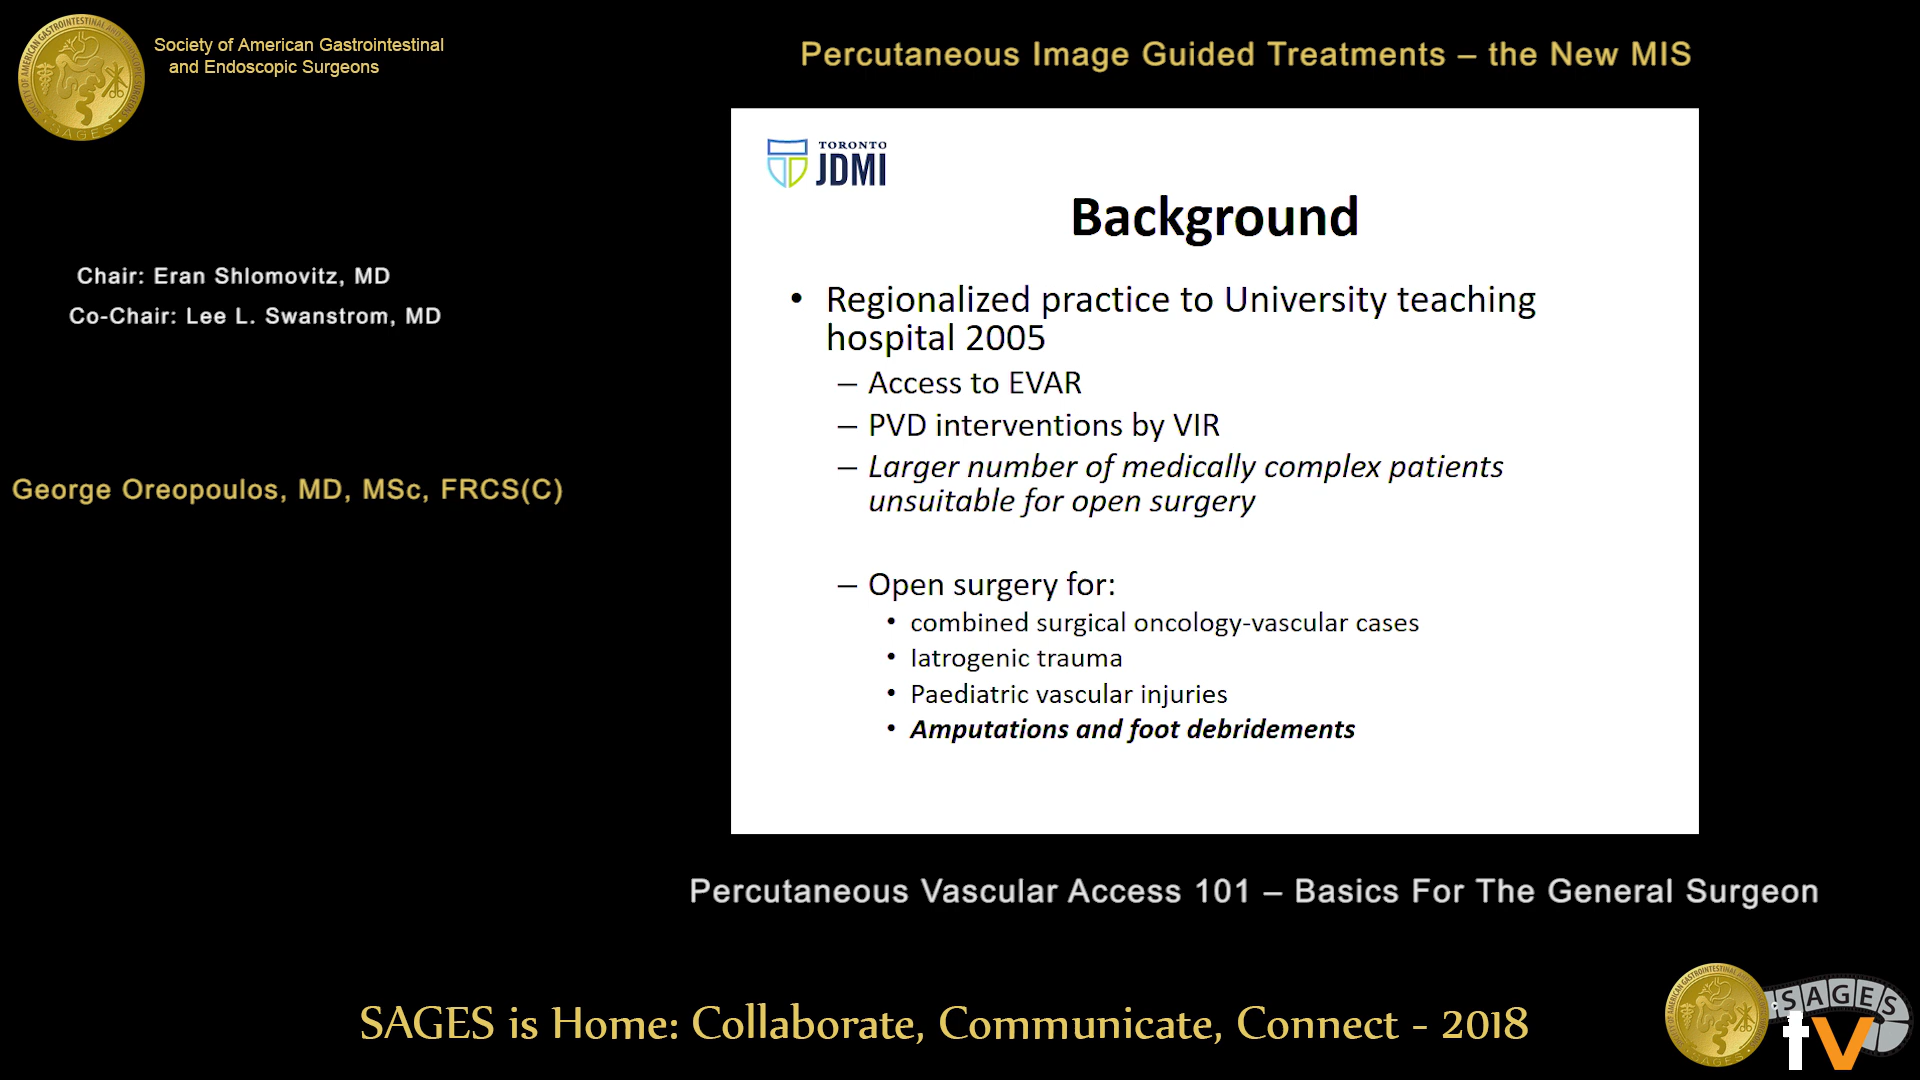 Society of American Gastrointestinal
and Endoscopic Surgeons
Percutaneous Image Guided Treatments – the New MIS
Chair: Eran Shlomovitz, MD
Co-Chair: Lee L. Swanstrom, MD
George Oreopoulos, MD, MSc, FRCS(C)
TORONTO
JDMI
Background
• Regionalized practice to University teaching
hospital 2005
– Access to EVAR
– PVD interventions by VIR
– Larger number of medically complex patients
unsuitable for open surgery
– Open surgery for:
• combined surgical oncology-vascular cases
• Iatrogenic trauma
• Paediatric vascular injuries
• Amputations and foot debridements
Percutaneous Vascular Access 101 – Basics For The General Surgeon
SAGES is Home: Collaborate, Communicate, Connect - 2018
SAGES
tv